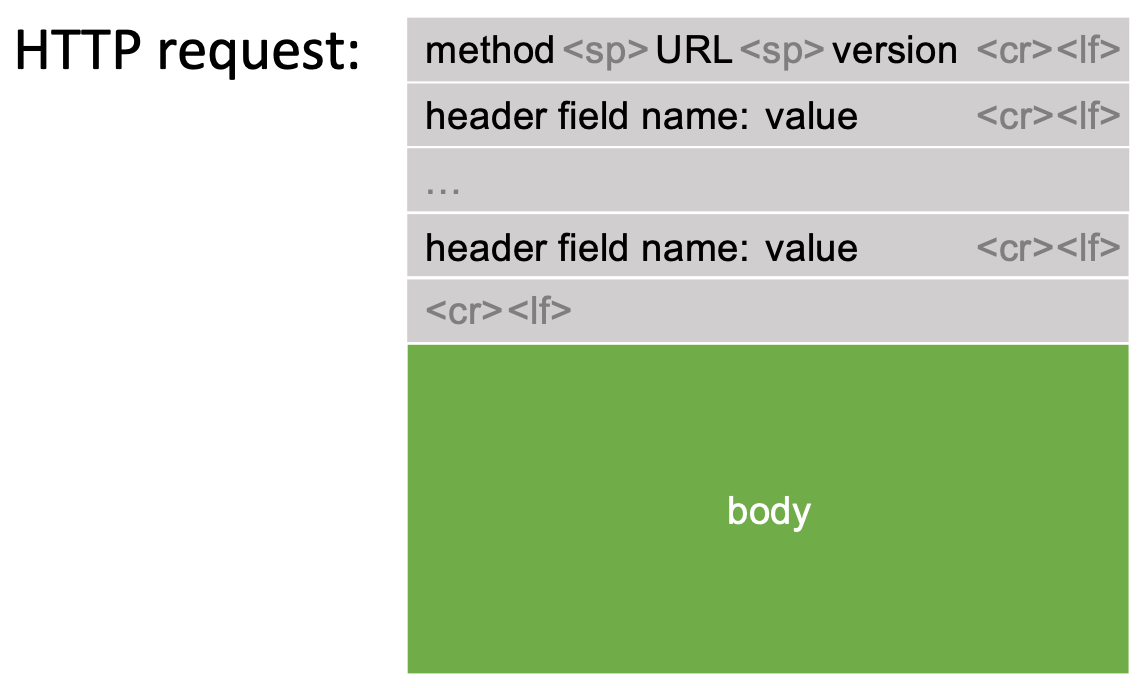 HTTP request:
method <sp> URL <sp> version <cr><lf>
header field name: value <cr><lf>
...
header field name: value <cr><lf>
<cr><lf>
body